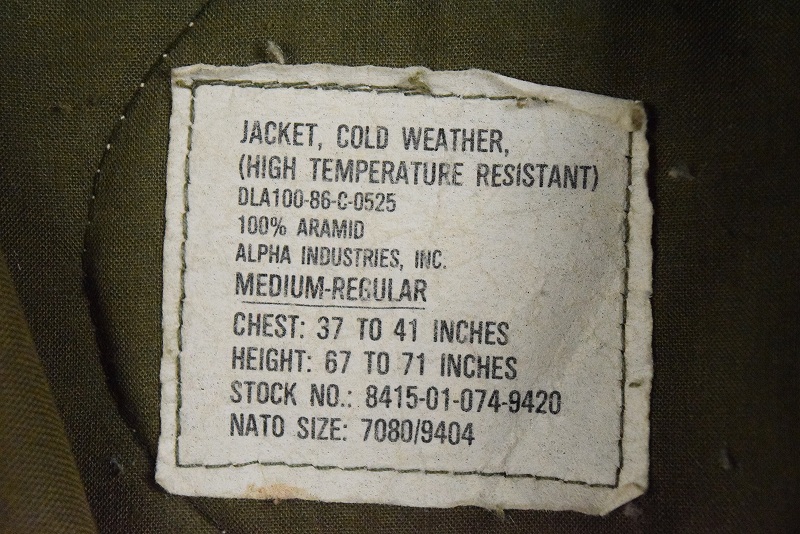 JACKET, COLD WEATHER,
(HIGH TEMPERATURE RESISTANT)
DLA100-86-C-0525
100% ARAMID
ALPHA INDUSTRIES, INC.
MEDIUM-REGULAR
CHEST: 37 TO 41 INCHES
HEIGHT: 67 TO 71 INCHES
STOCK NO.: 8415-01-074-9420
NATO SIZE: 7080/9404